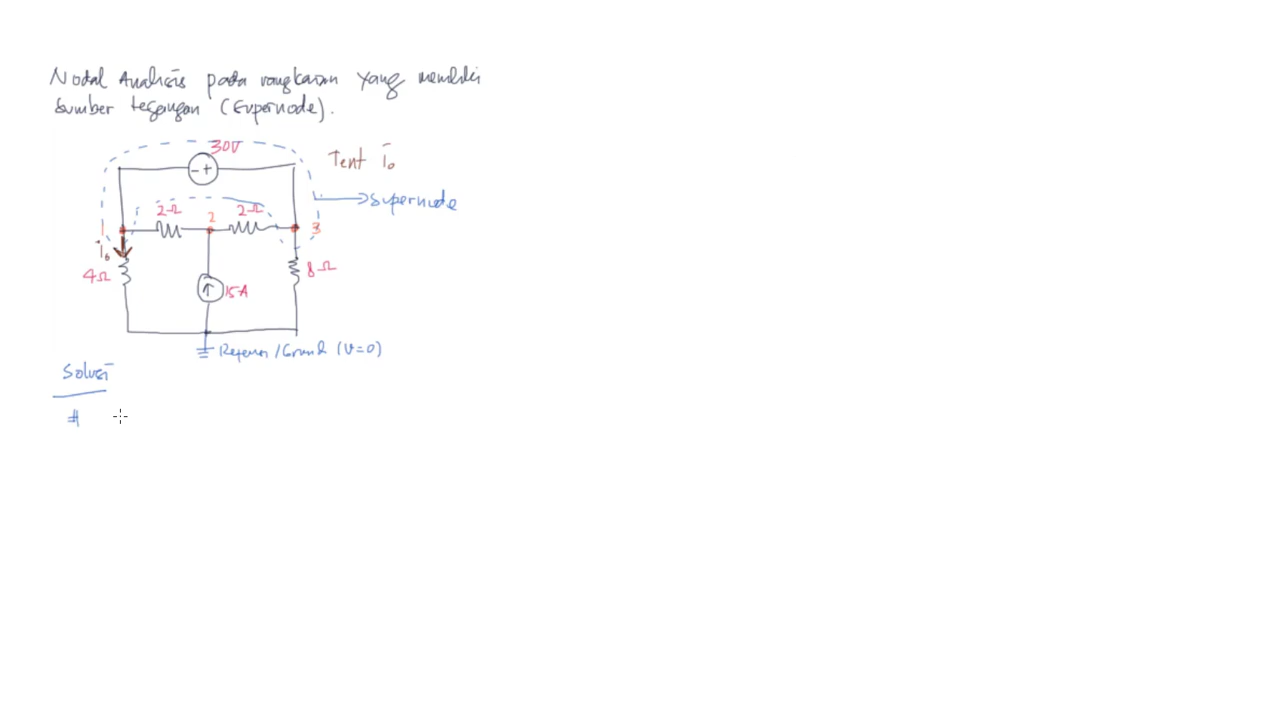 Nodal Analisis pada rangkaian yang memiliki
sumber tegangan (Supernode).
30V
- +
Tent i₀
Supernode
2Ω
2Ω
1
2
3
i₀
4Ω
15A
8Ω
/Ground (V=0)
Solusi
#